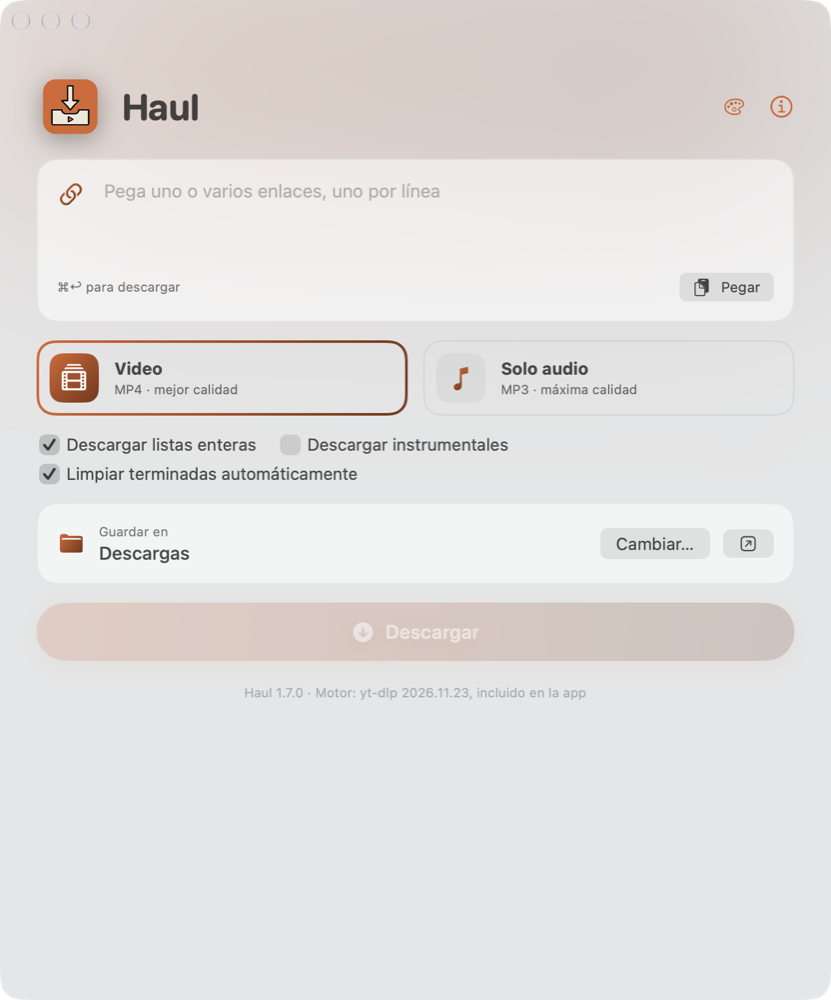 Haul
Pega uno o varios enlaces, uno por línea
⌘↩ para descargar
Pegar
Video
MP4 · mejor calidad
Solo audio
MP3 · máxima calidad
Descargar listas enteras
Descargar instrumentales
Limpiar terminadas automáticamente
Guardar en
Descargas
Cambiar...
Descargar
Haul 1.7.0 · Motor: yt-dlp 2026.11.23, incluido en la app